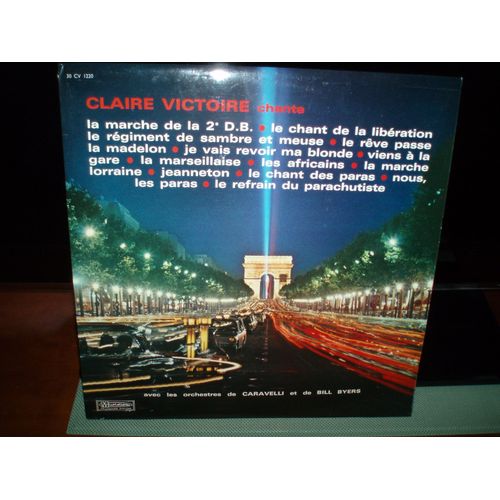 30 CV 1220
CLAIRE VICTOIRE chante
la marche de la 2e D.B. • le chant de la libération
le régiment de sambre et meuse • le rêve passe
la madelon • je vais revoir ma blonde • viens à la
gare • la marseillaise • les africains • la marche
lorraine • jeanneton • le chant des paras • nous,
les paras • le refrain du parachutiste
avec les orchestres de CARAVELLI et de BILL BYERS